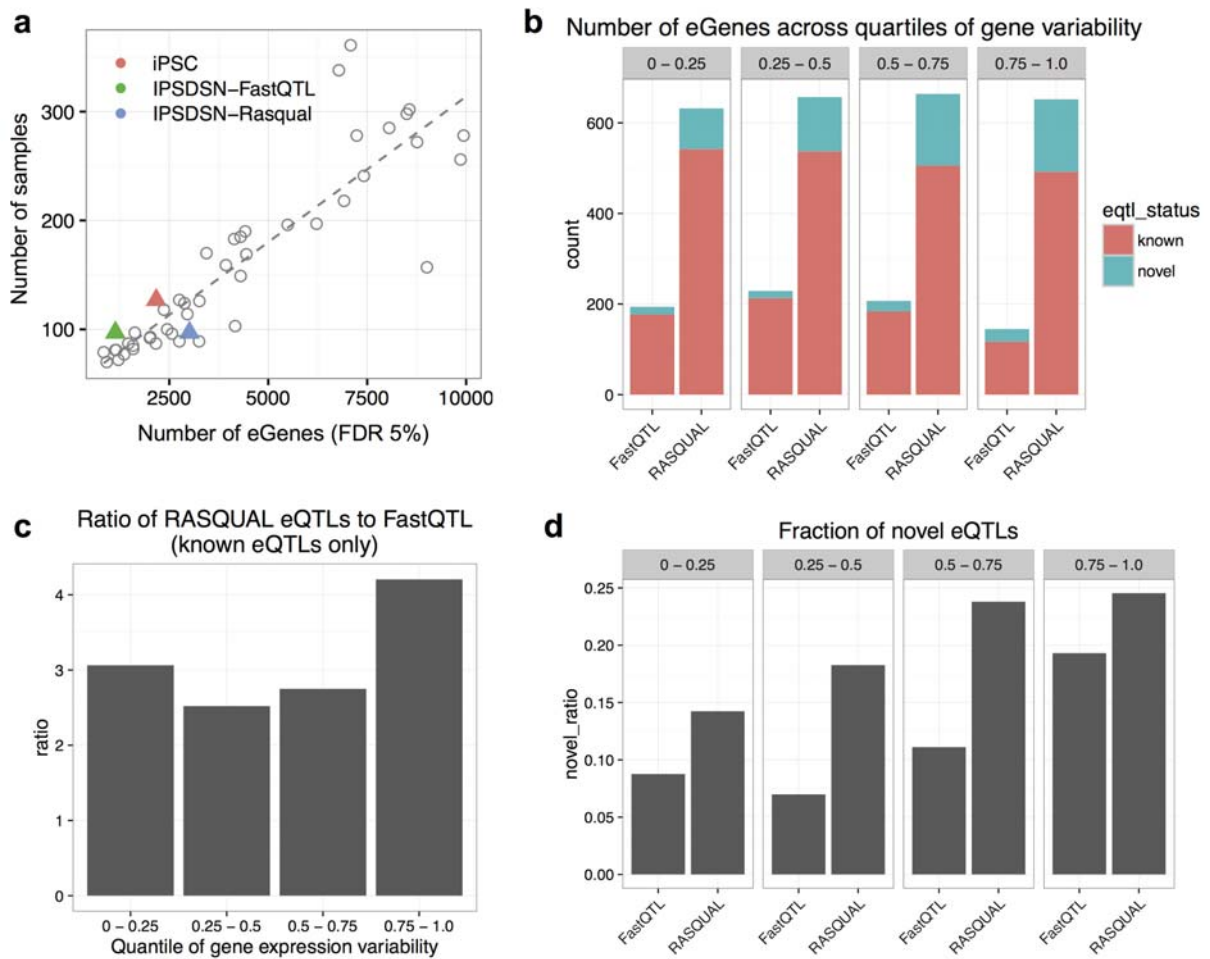 a
iPSC
IPSDSN−FastQTL
IPSDSN−Rasqual
Number of samples
300
200
100
2500
5000
7500
10000
Number of eGenes (FDR 5%)
b
Number of eGenes across quartiles of gene variability
0 − 0.25
0.25 − 0.5
0.5 − 0.75
0.75 − 1.0
count
600
400
200
0
FastQTL
RASQUAL
FastQTL
RASQUAL
FastQTL
RASQUAL
FastQTL
RASQUAL
eqtl_status
known
novel
c
Ratio of RASQUAL eQTLs to FastQTL
(known eQTLs only)
ratio
4
3
2
1
0
0 − 0.25
0.25 − 0.5
0.5 − 0.75
0.75 − 1.0
Quantile of gene expression variability
d
Fraction of novel eQTLs
0 − 0.25
0.25 − 0.5
0.5 − 0.75
0.75 − 1.0
novel_ratio
0.25
0.20
0.15
0.10
0.05
0.00
FastQTL
RASQUAL
FastQTL
RASQUAL
FastQTL
RASQUAL
FastQTL
RASQUAL